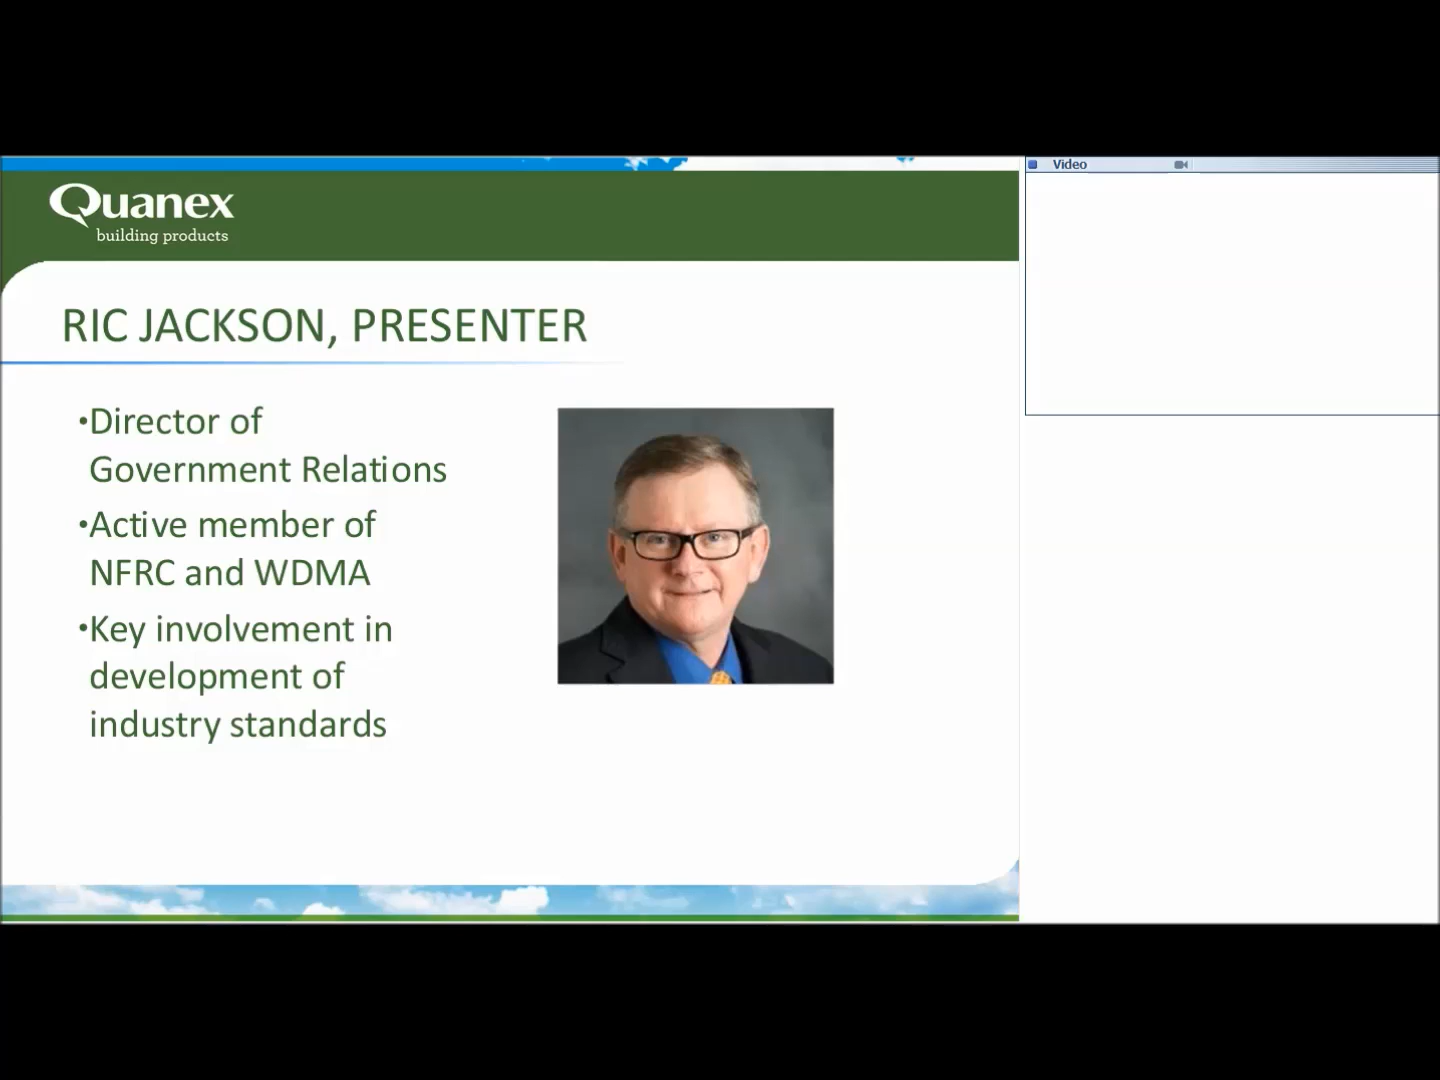 Quanex
building products
Video
RIC JACKSON, PRESENTER
•Director of
Government Relations
•Active member of
NFRC and WDMA
•Key involvement in
development of
industry standards